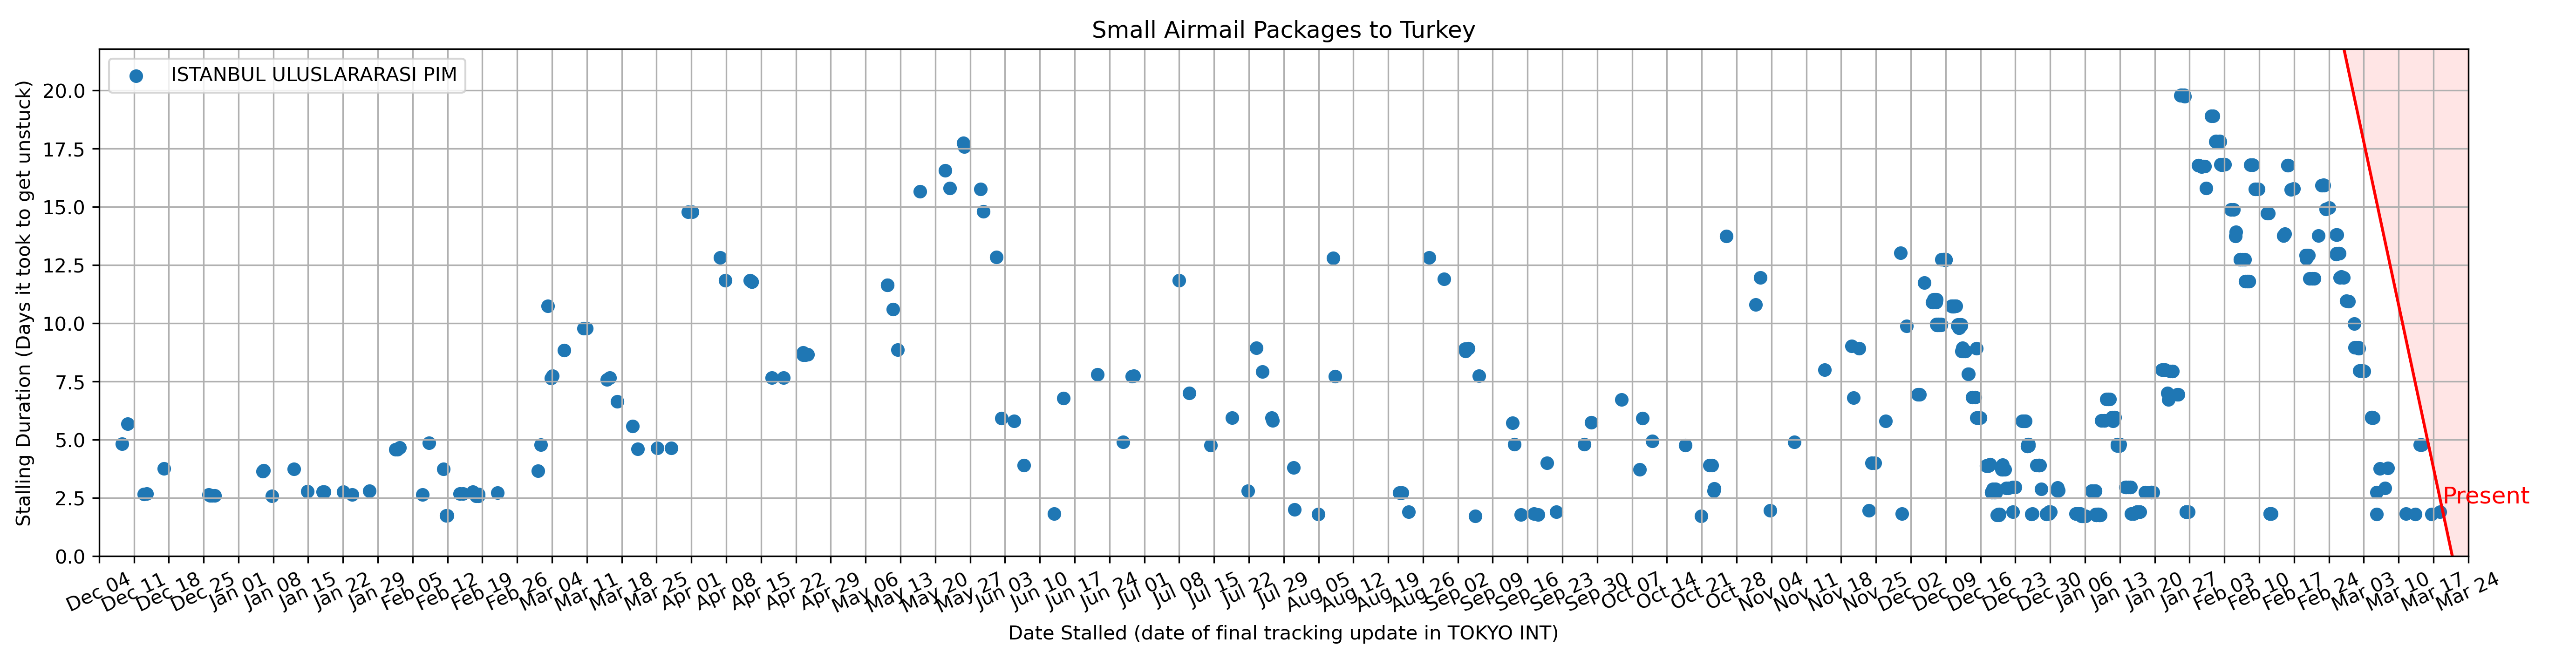 Small Airmail Packages to Turkey
ISTANBUL ULUSLARARASI PIM
Stalling Duration (Days it took to get unstuck)
20.0
17.5
15.0
12.5
10.0
7.5
5.0
2.5
0.0
Present
Dec 04
Dec 11
Dec 18
Dec 25
Jan 01
Jan 08
Jan 15
Jan 22
Jan 29
Feb 05
Feb 12
Feb 19
Feb 26
Mar 04
Mar 11
Mar 18
Mar 25
Apr 01
Apr 08
Apr 15
Apr 22
Apr 29
May 06
May 13
May 20
May 27
Jun 03
Jun 10
Jun 17
Jun 24
Jul 01
Jul 08
Jul 15
Jul 22
Jul 29
Aug 05
Aug 12
Aug 19
Aug 26
Sep 02
Sep 09
Sep 16
Sep 23
Sep 30
Oct 07
Oct 14
Oct 21
Oct 28
Nov 04
Nov 11
Nov 18
Nov 25
Dec 02
Dec 09
Dec 16
Dec 23
Dec 30
Jan 06
Jan 13
Jan 20
Jan 27
Feb 03
Feb 10
Feb 17
Feb 24
Mar 03
Mar 10
Mar 17
Mar 24
Date Stalled (date of final tracking update in TOKYO INT)